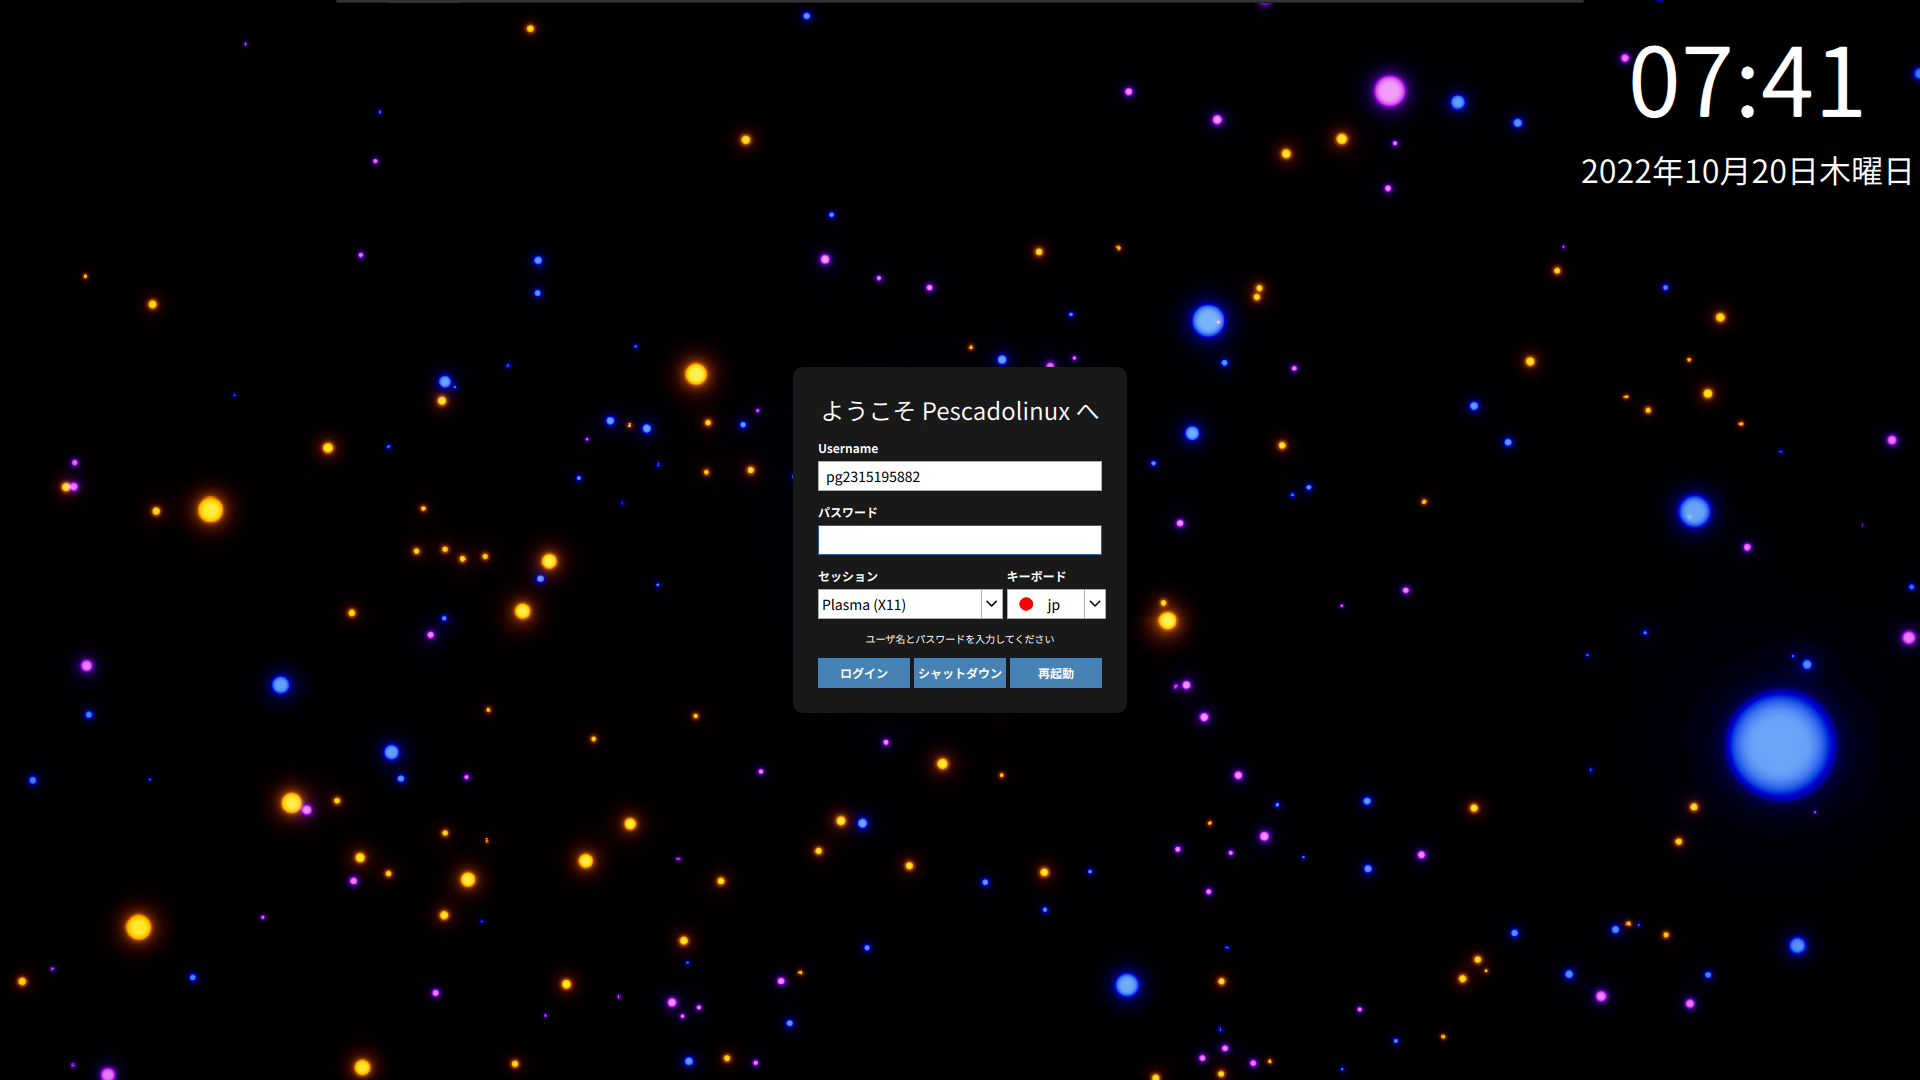 07:41
2022年10月20日木曜日
ようこそ Pescadolinux へ
Username
pg2315195882
パスワード
セッション キーボード
Plasma (X11) jp
ユーザ名とパスワードを入力してください
ログイン シャットダウン 再起動